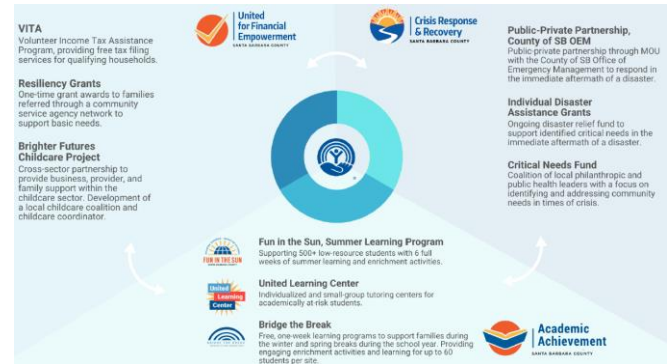 United
for Financial
Empowerment
SANTA BARBARA COUNTY
Crisis Response
& Recovery
SANTA BARBARA COUNTY
VITA
Volunteer Income Tax Assistance
Program, providing free tax filing
services for qualifying households.
Resiliency Grants
One-time grant awards to families
referred through a community
service agency network to
support basic needs.
Brighter Futures
Childcare Project
Cross-sector partnership to
provide business, provider, and
family support within the
childcare sector. Development of
a local childcare coalition and
childcare coordinator.
Public-Private Partnership,
County of SB OEM
Public-private partnership through MOU
with the County of SB Office of
Emergency Management to respond in
the immediate aftermath of a disaster.
Individual Disaster
Assistance Grants
Ongoing disaster relief fund to
support identified critical needs in the
immediate aftermath of a disaster.
Critical Needs Fund
Coalition of local philanthropic and
public health leaders with a focus on
identifying and addressing community
needs in times of crisis.
FUN IN THE SUN
Fun in the Sun, Summer Learning Program
Supporting 500+ low-resource students with 6 full
weeks of summer learning and enrichment activities.
United
Learning
Center
United Learning Center
Individualized and small-group tutoring centers for
academically at-risk students.
Bridge the Break
Free, one-week learning programs to support families during
the winter and spring breaks during the school year. Providing
engaging enrichment activities and learning for up to 60
students per site.
Academic
Achievement
SANTA BARBARA COUNTY